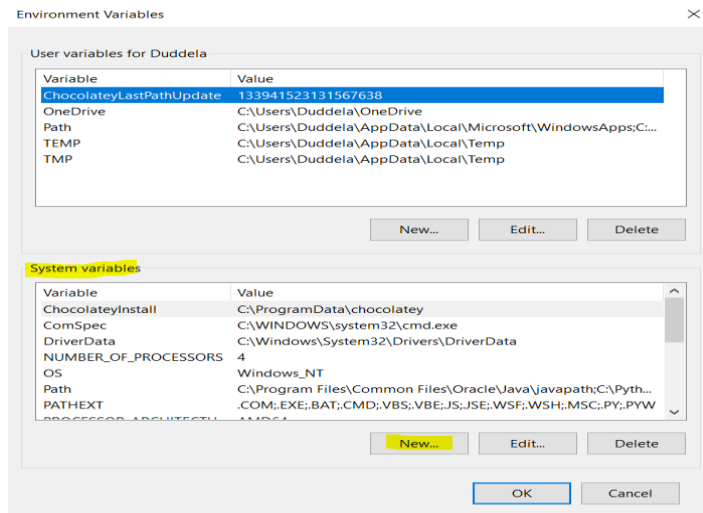 Environment Variables
User variables for Duddela
Variable Value
ChocolateyLastPathUpdate 133941523131567638
OneDrive C:\Users\Duddela\OneDrive
Path C:\Users\Duddela\AppData\Local\Microsoft\WindowsApps;C:...
TEMP C:\Users\Duddela\AppData\Local\Temp
TMP C:\Users\Duddela\AppData\Local\Temp
New... Edit... Delete
System variables
Variable Value
ChocolateyInstall C:\ProgramData\chocolatey
ComSpec C:\WINDOWS\system32\cmd.exe
DriverData C:\Windows\System32\Drivers\DriverData
NUMBER_OF_PROCESSORS 4
OS Windows_NT
Path C:\Program Files\Common Files\Oracle\Java\javapath;C:\Pyth...
PATHEXT .COM;.EXE;.BAT;.CMD;.VBS;.VBE;.JS;.JSE;.WSF;.WSH;.MSC;.PY;.PYW
New... Edit... Delete
OK Cancel